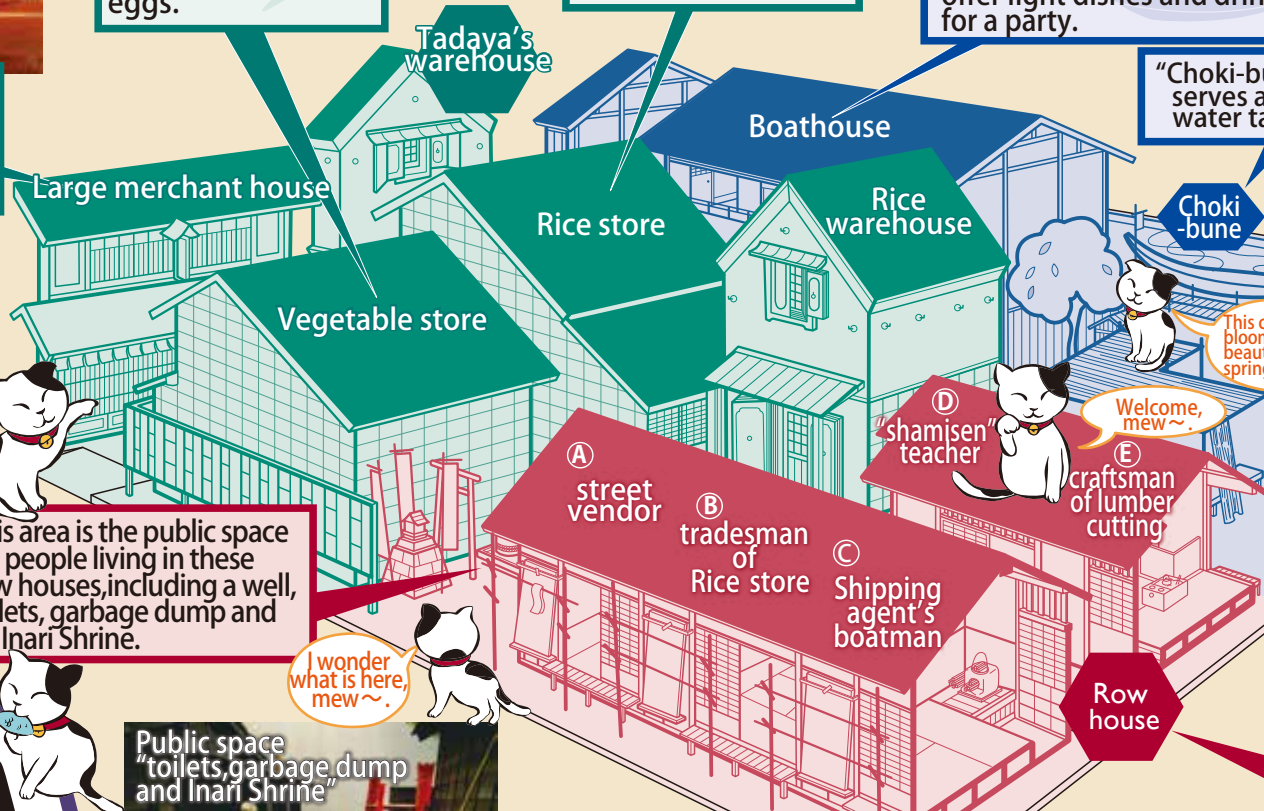 eggs.
for a party.
"Choki-bu
serves a
water ta
Tadaya's
warehouse
Boathouse
Large merchant house
Rice store
Rice
warehouse
Choki
-bune
Vegetable store
This c
bloom
beaut
spring
Welcome,
mew～.
Ⓐ
street
vendor
Ⓑ
tradesman
of
Rice store
Ⓒ
Shipping
agent's
boatman
Ⓓ
"shamisen"
teacher
Ⓔ
craftsman
of lumber
cutting
is area is the public space
people living in these
w houses,including a well,
ilets, garbage dump and
Inari Shrine.
I wonder
what is here,
mew～.
Row
house
Public space
"toilets,garbage dump
and Inari Shrine"